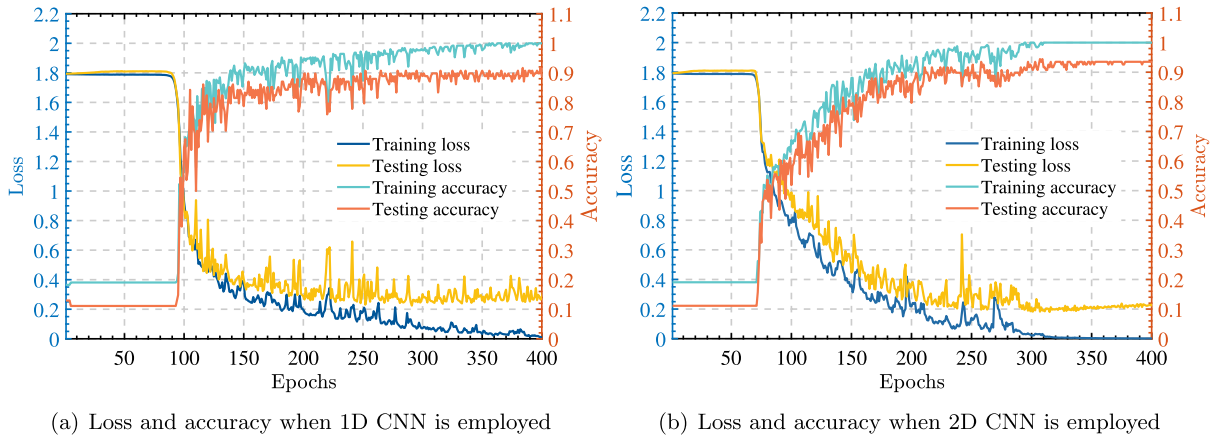 2.2
2
1.8
1.6
1.4
1.2
1
0.8
0.6
0.4
0.2
0
Loss
1.1
1
0.9
0.8
0.7
0.6
0.5
0.4
0.3
0.2
0.1
0
Accuracy
Training loss
Testing loss
Training accuracy
Testing accuracy
50 100 150 200 250 300 350 400
Epochs
(a) Loss and accuracy when 1D CNN is employed
2.2
2
1.8
1.6
1.4
1.2
1
0.8
0.6
0.4
0.2
0
Loss
1.1
1
0.9
0.8
0.7
0.6
0.5
0.4
0.3
0.2
0.1
0
Accuracy
Training loss
Testing loss
Training accuracy
Testing accuracy
50 100 150 200 250 300 350 400
Epochs
(b) Loss and accuracy when 2D CNN is employed